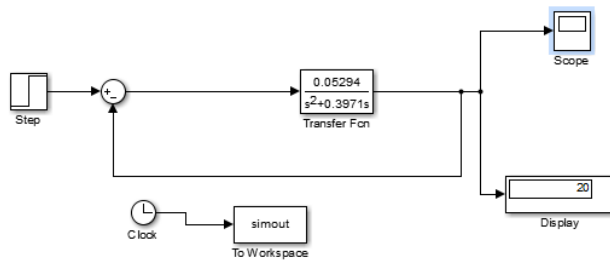 Scope
0.05294
s2+0.3971s
Transfer Fcn
Step
20
Display
Clock
simout
To Workspace